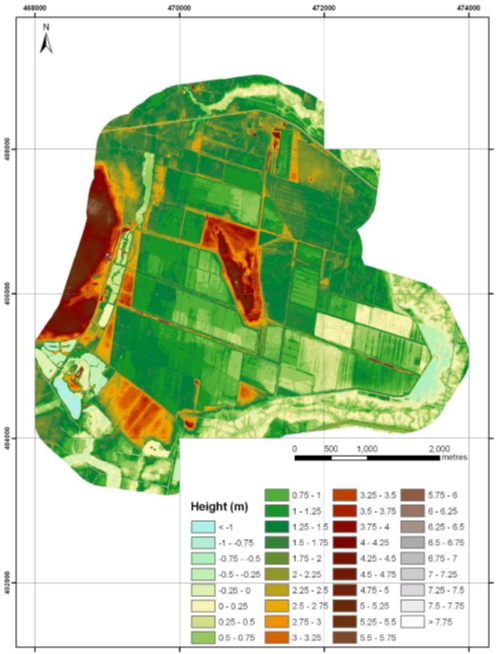 468000 470000 472000 474000
N
408000
406000
404000
402000
0 500 1,000 2,000
metres
Height (m)
< -1
-1 - -0.75
-0.75 - -0.5
-0.5 - -0.25
-0.25 - 0
0 - 0.25
0.25 - 0.5
0.5 - 0.75
0.75 - 1
1 - 1.25
1.25 - 1.5
1.5 - 1.75
1.75 - 2
2 - 2.25
2.25 - 2.5
2.5 - 2.75
2.75 - 3
3 - 3.25
3.25 - 3.5
3.5 - 3.75
3.75 - 4
4 - 4.25
4.25 - 4.5
4.5 - 4.75
4.75 - 5
5 - 5.25
5.25 - 5.5
5.5 - 5.75
5.75 - 6
6 - 6.25
6.25 - 6.5
6.5 - 6.75
6.75 - 7
7 - 7.25
7.25 - 7.5
7.5 - 7.75
> 7.75